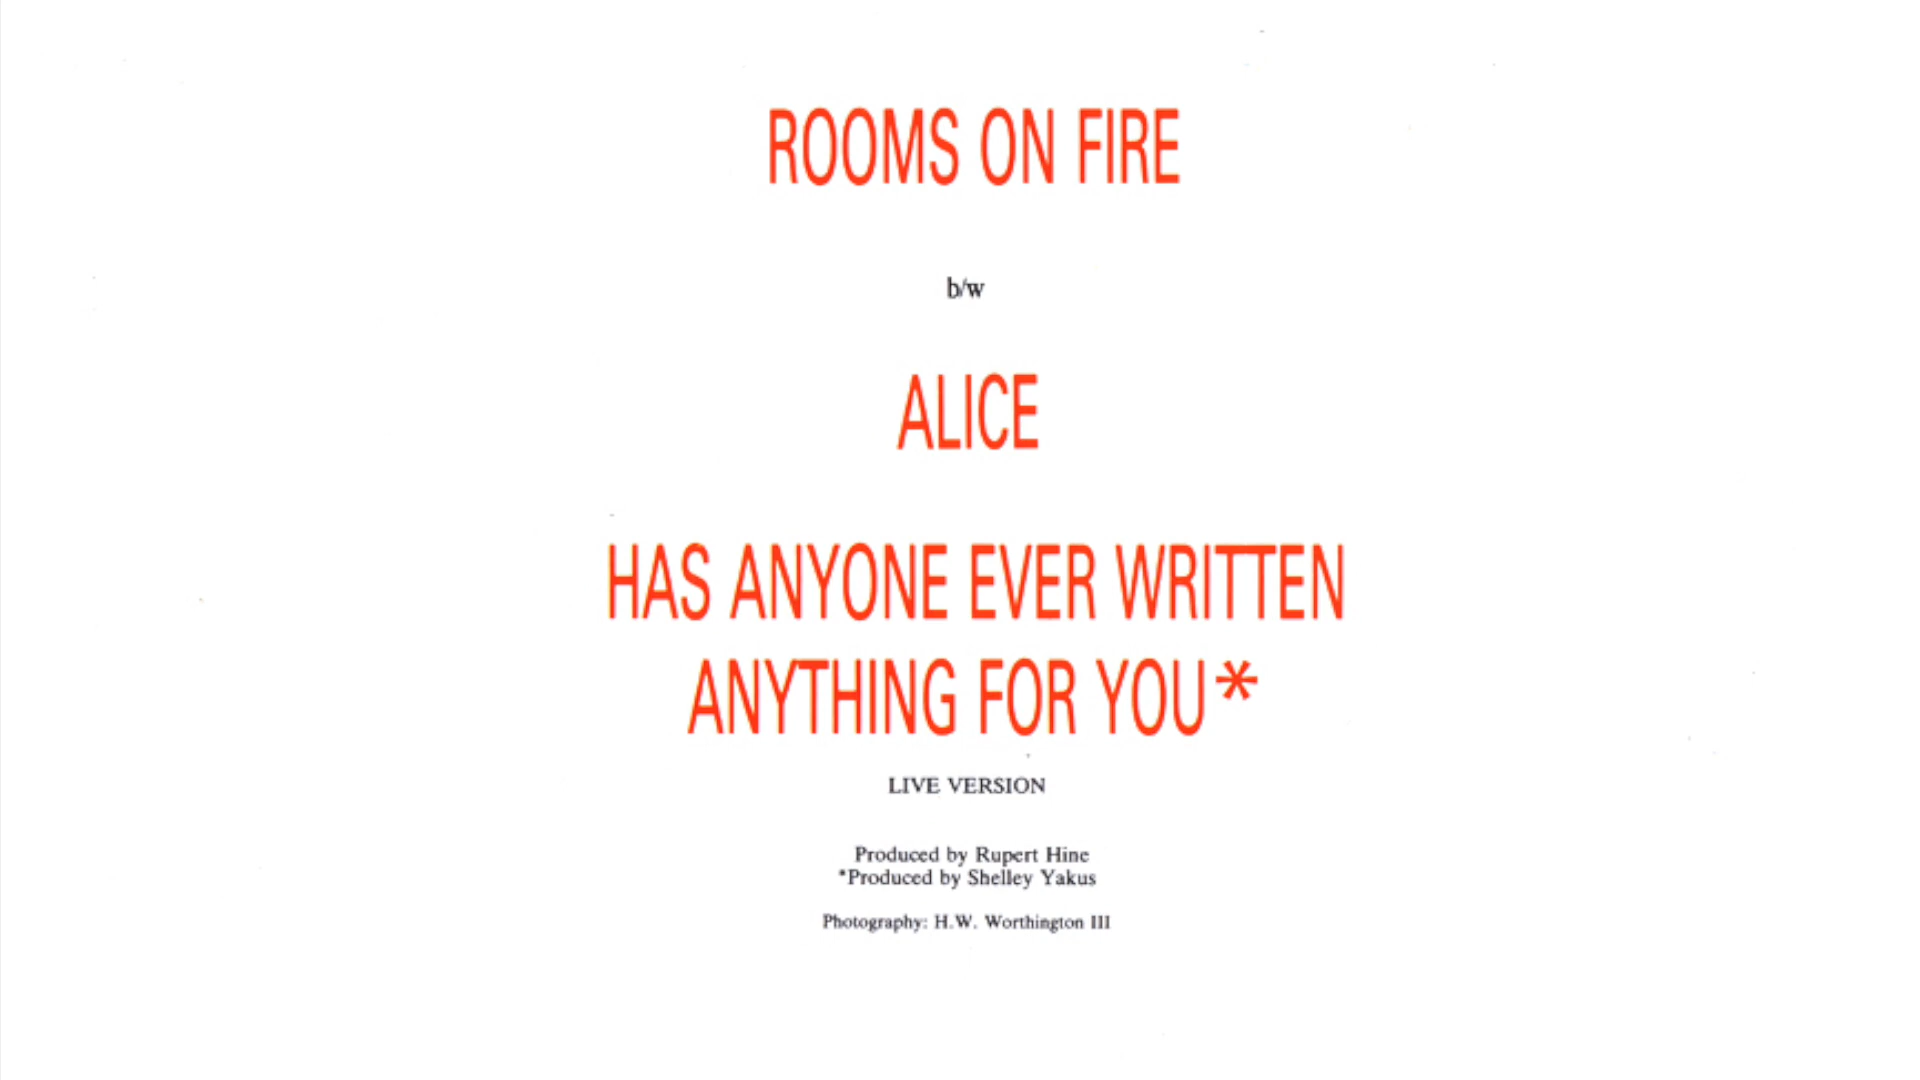 ROOMS ON FIRE
b/w
ALICE
HAS ANYONE EVER WRITTEN
ANYTHING FOR YOU*
LIVE VERSION
Produced by Rupert Hine
*Produced by Shelley Yakus
Photography: H.W. Worthington III